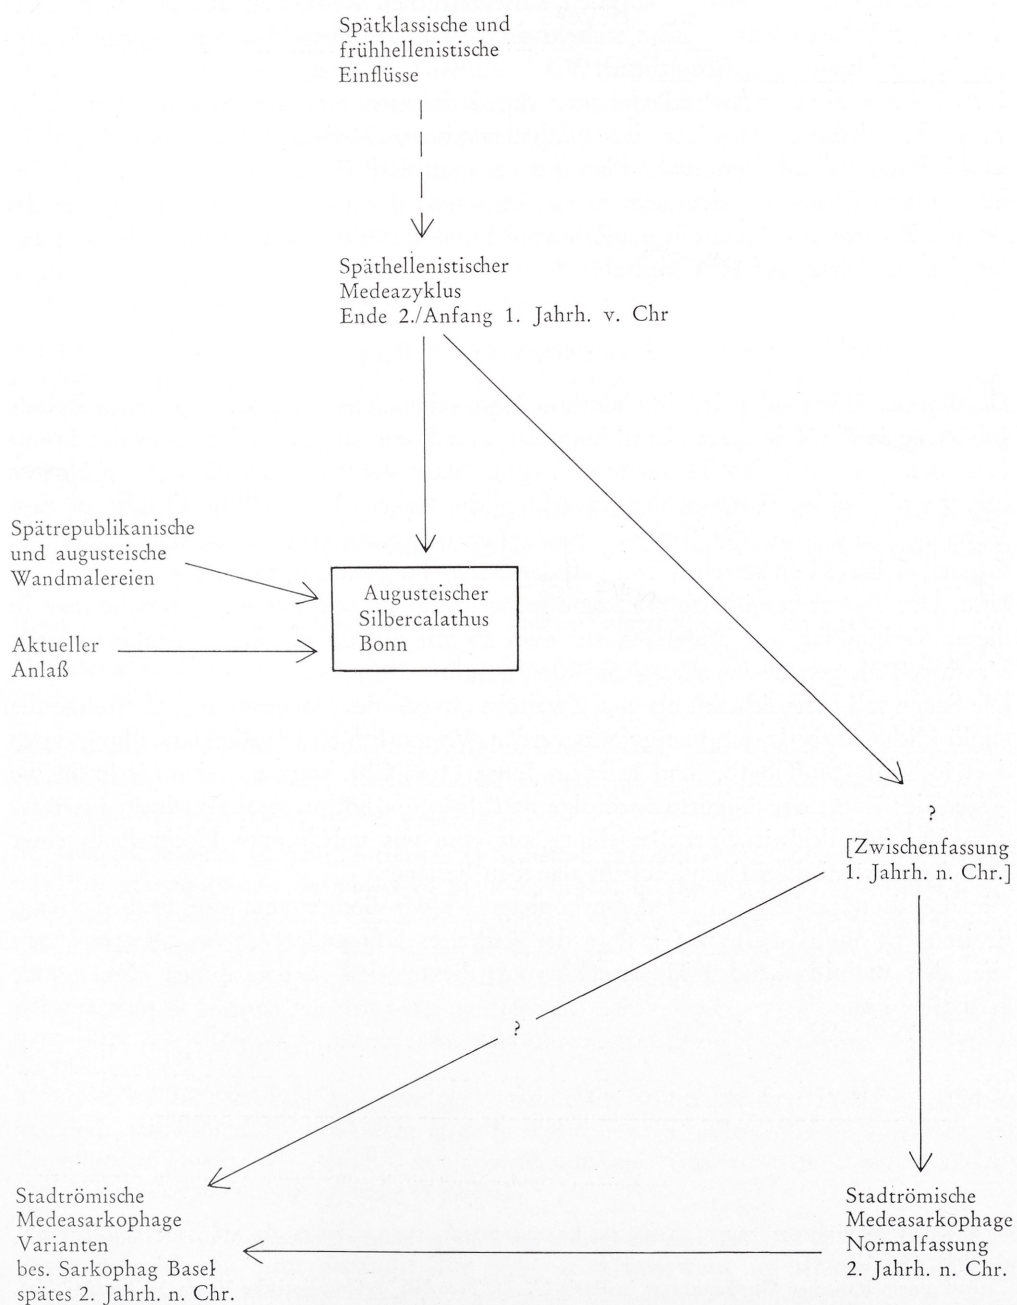 Spätklassische und
frühhellenistische
Einflüsse
Späthellenistischer
Medeazyklus
Ende 2./Anfang 1. Jahrh. v. Chr
Spätrepublikanische
und augusteische
Wandmalereien
Augusteischer
Silbercalathus
Bonn
Aktueller
Anlaß
?
[Zwischenfassung
1. Jahrh. n. Chr.]
?
Stadtrömische
Medeasarkophage
Varianten
bes. Sarkophag Basel
spätes 2. Jahrh. n. Chr.
Stadtrömische
Medeasarkophage
Normalfassung
2. Jahrh. n. Chr.